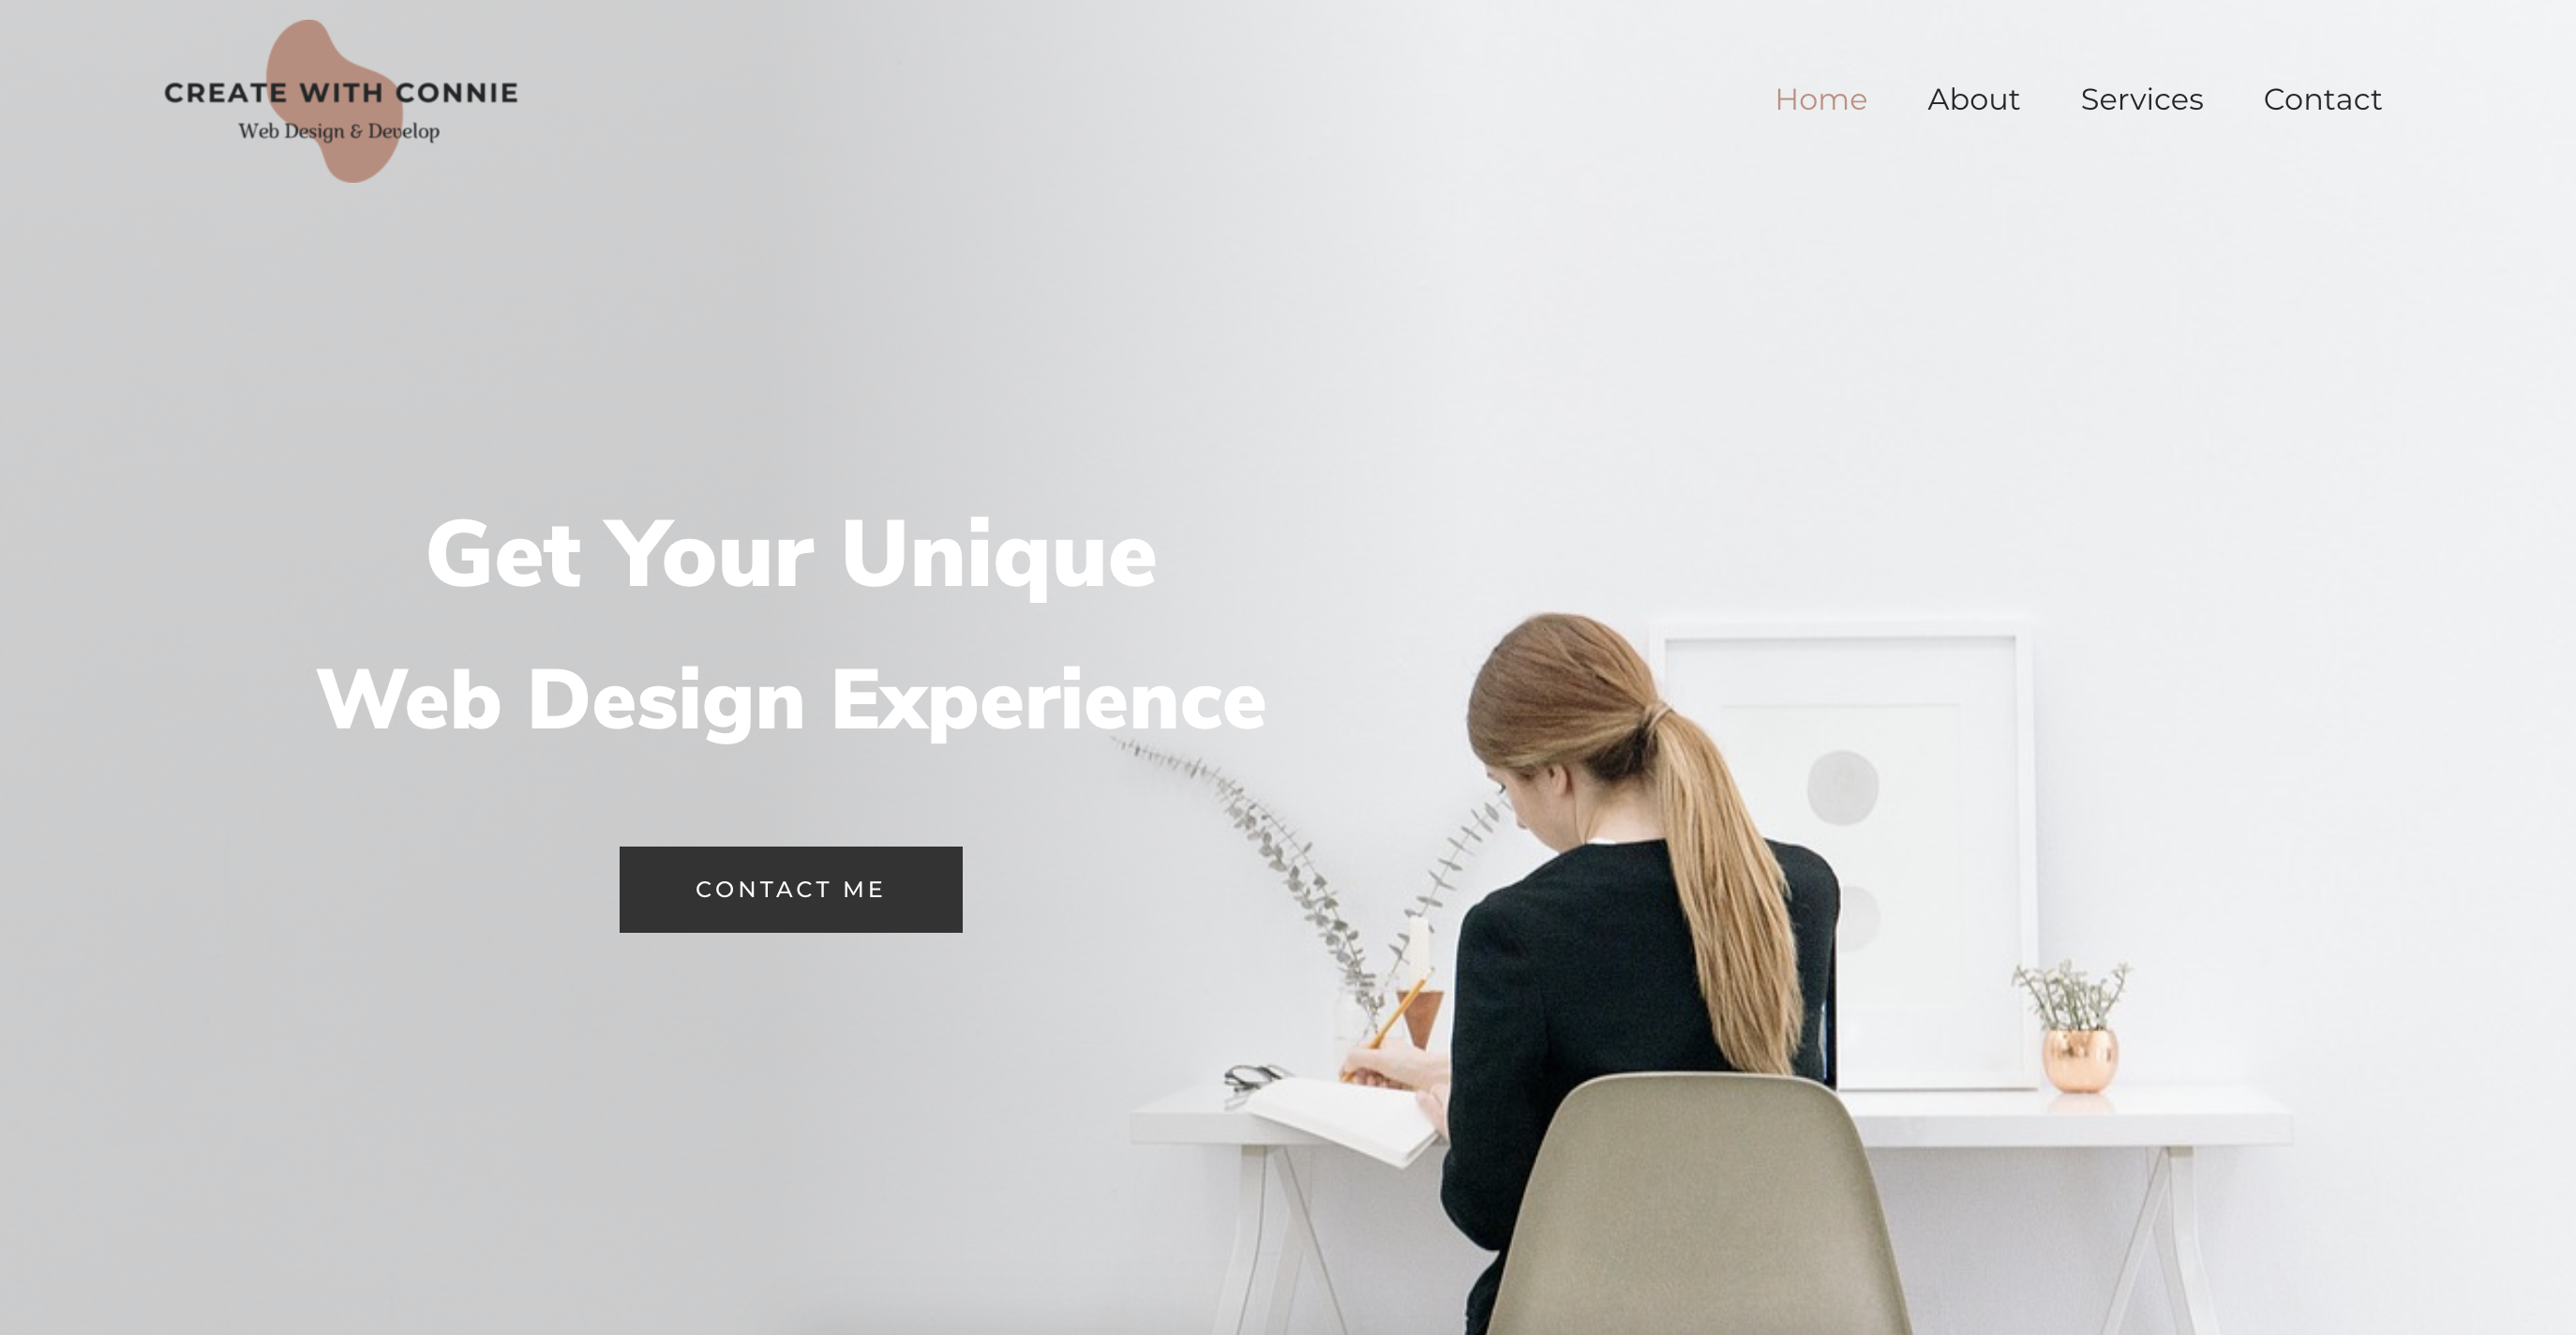 CREATE WITH CONNIE
Web Design & Develop
Home About Services Contact
Get Your Unique
Web Design Experience
CONTACT ME